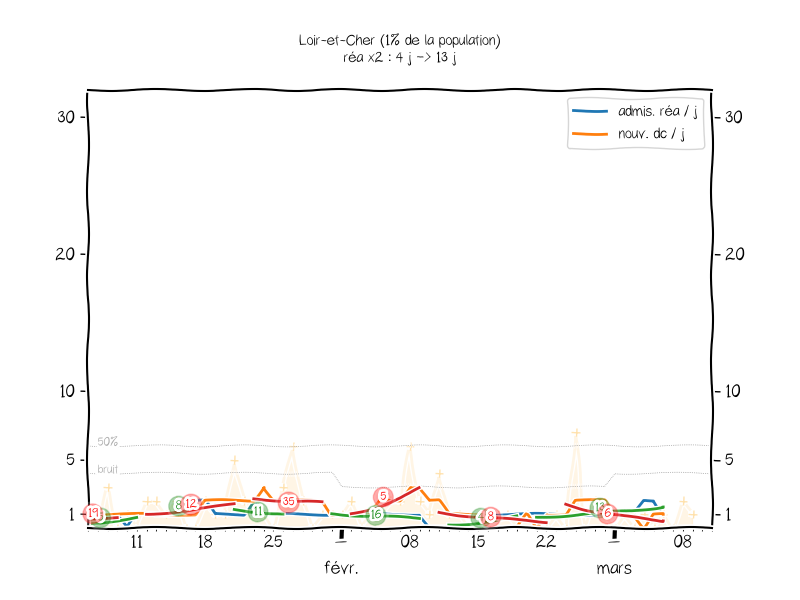 Loir-et-Cher (1% de la population)
réa x2 : 4 j -> 13 j
admis. réa / j
nouv. dc / j
30 30
20 20
10 10
50%
5 5
bruit
1 1
19 8 12 11 35 16 5 8 6
11 18 25 1 08 15 22 1 08
févr. mars